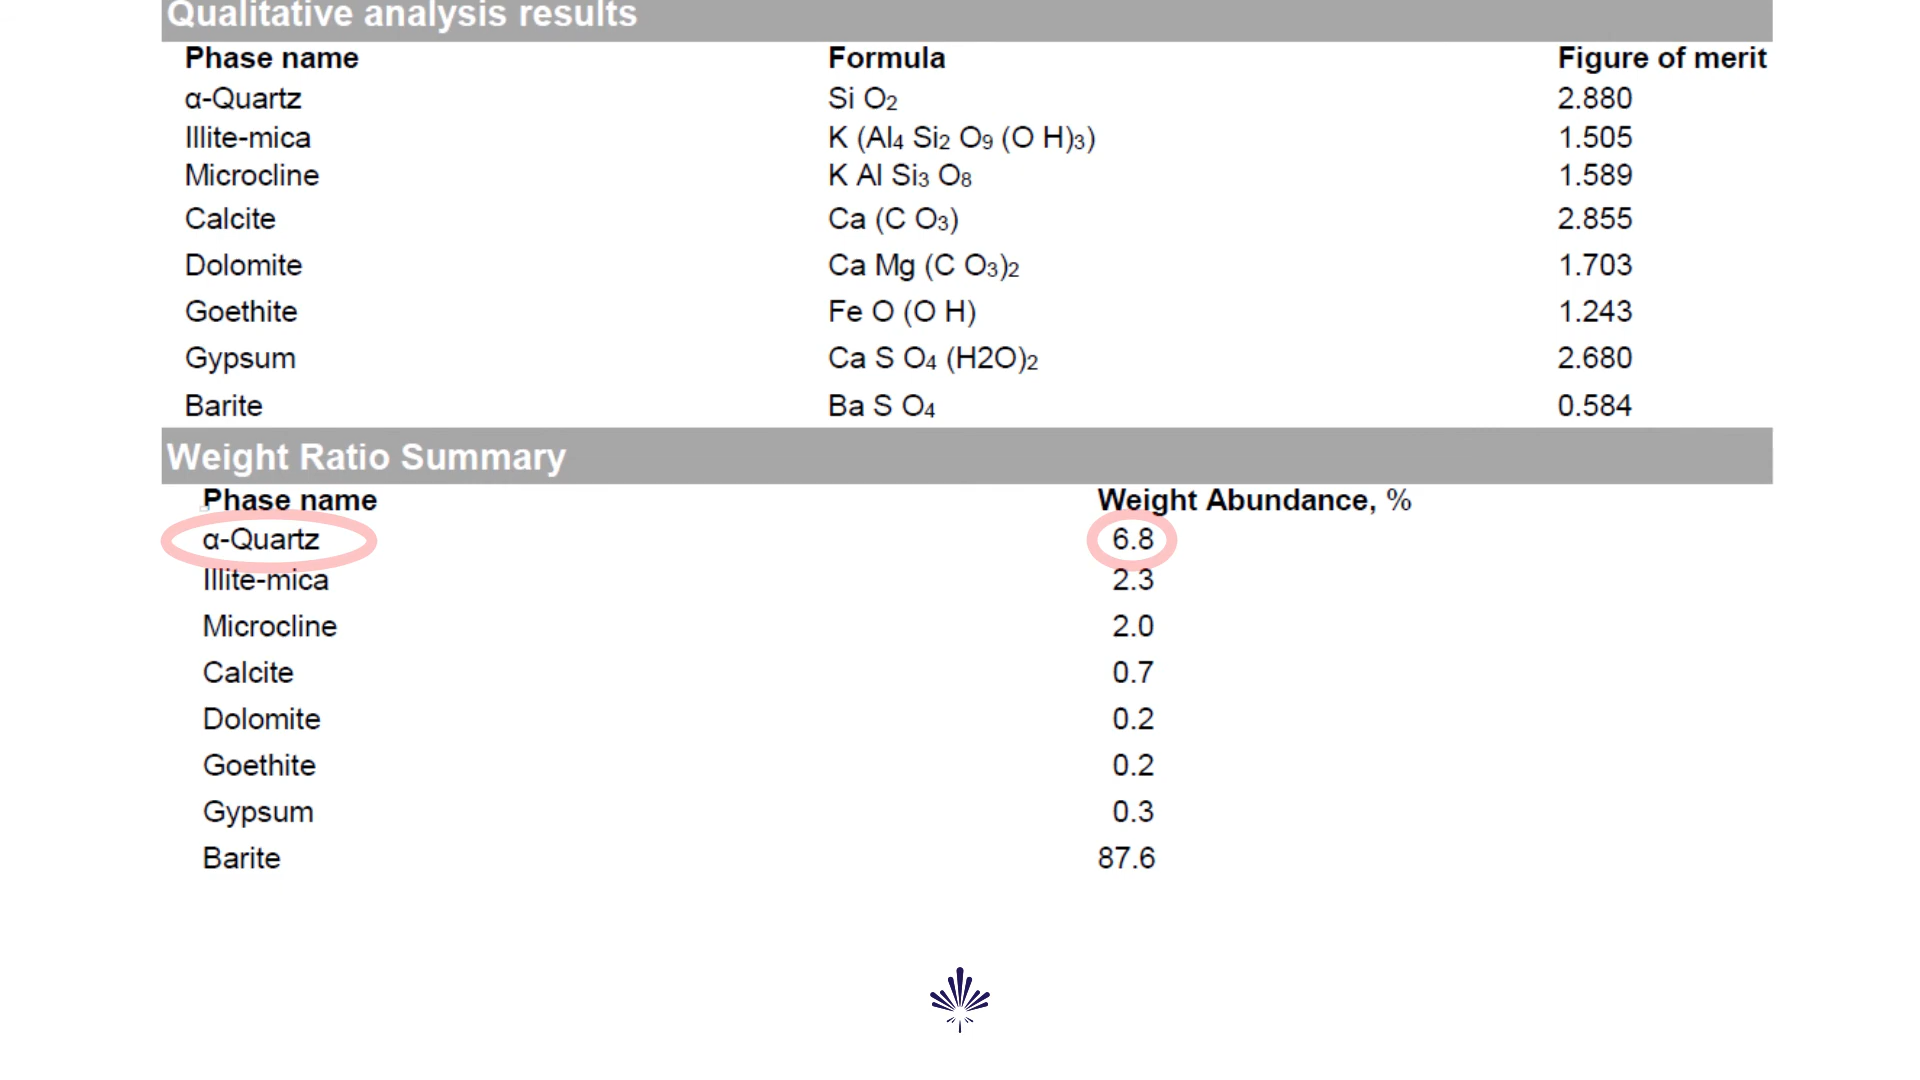 Qualitative analysis results
Phase name Formula Figure of merit
α-Quartz Si O2 2.880
Illite-mica K (Al4 Si2 O9 (O H)3) 1.505
Microcline K Al Si3 O8 1.589
Calcite Ca (C O3) 2.855
Dolomite Ca Mg (C O3)2 1.703
Goethite Fe O (O H) 1.243
Gypsum Ca S O4 (H2O)2 2.680
Barite Ba S O4 0.584
Weight Ratio Summary
Phase name Weight Abundance, %
α-Quartz 6.8
Illite-mica 2.3
Microcline 2.0
Calcite 0.7
Dolomite 0.2
Goethite 0.2
Gypsum 0.3
Barite 87.6